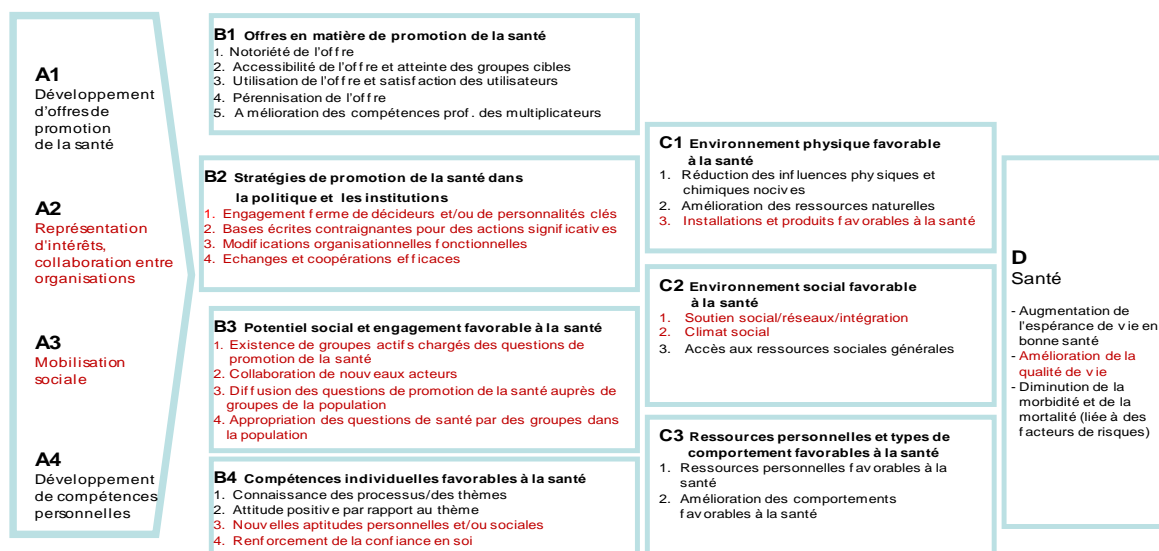 A1
Développement
d'offres de
promotion
de la santé
A2
Représentation
d'intérêts,
collaboration entre
organisations
A3
Mobilisation
sociale
A4
Développement
de compétences
personnelles
B1 Offres en matière de promotion de la santé
1. Notoriété de l'offre
2. Accessibilité de l'offre et atteinte des groupes cibles
3. Utilisation de l'offre et satisfaction des utilisateurs
4. Pérennisation de l'offre
5. Amélioration des compétences prof. des multiplicateurs
B2 Stratégies de promotion de la santé dans
la politique et les institutions
1. Engagement ferme de décideurs et/ou de personnalités clés
2. Bases écrites contraignantes pour des actions significatives
3. Modifications organisationnelles fonctionnelles
4. Echanges et coopérations efficaces
B3 Potentiel social et engagement favorable à la santé
1. Existence de groupes actifs chargés des questions de
promotion de la santé
2. Collaboration de nouveaux acteurs
3. Diffusion des questions de promotion de la santé auprès de
groupes de la population
4. Appropriation des questions de santé par des groupes dans
la population
B4 Compétences individuelles favorables à la santé
1. Connaissance des processus/des thèmes
2. Attitude positive par rapport au thème
3. Nouvelles aptitudes personnelles et/ou sociales
4. Renforcement de la confiance en soi
C1 Environnement physique favorable
à la santé
1. Réduction des influences physiques et
chimiques nocives
2. Amélioration des ressources naturelles
3. Installations et produits favorables à la santé
C2 Environnement social favorable
à la santé
1. Soutien social/réseaux/intégration
2. Climat social
3. Accès aux ressources sociales générales
C3 Ressources personnelles et types de
comportement favorables à la santé
1. Ressources personnelles favorables à la
santé
2. Amélioration des comportements
favorables à la santé
D
Santé
- Augmentation de
l'espérance de vie en
bonne santé
- Amélioration de la
qualité de vie
- Diminution de la
morbidité et de la
mortalité (liée à des
facteurs de risques)